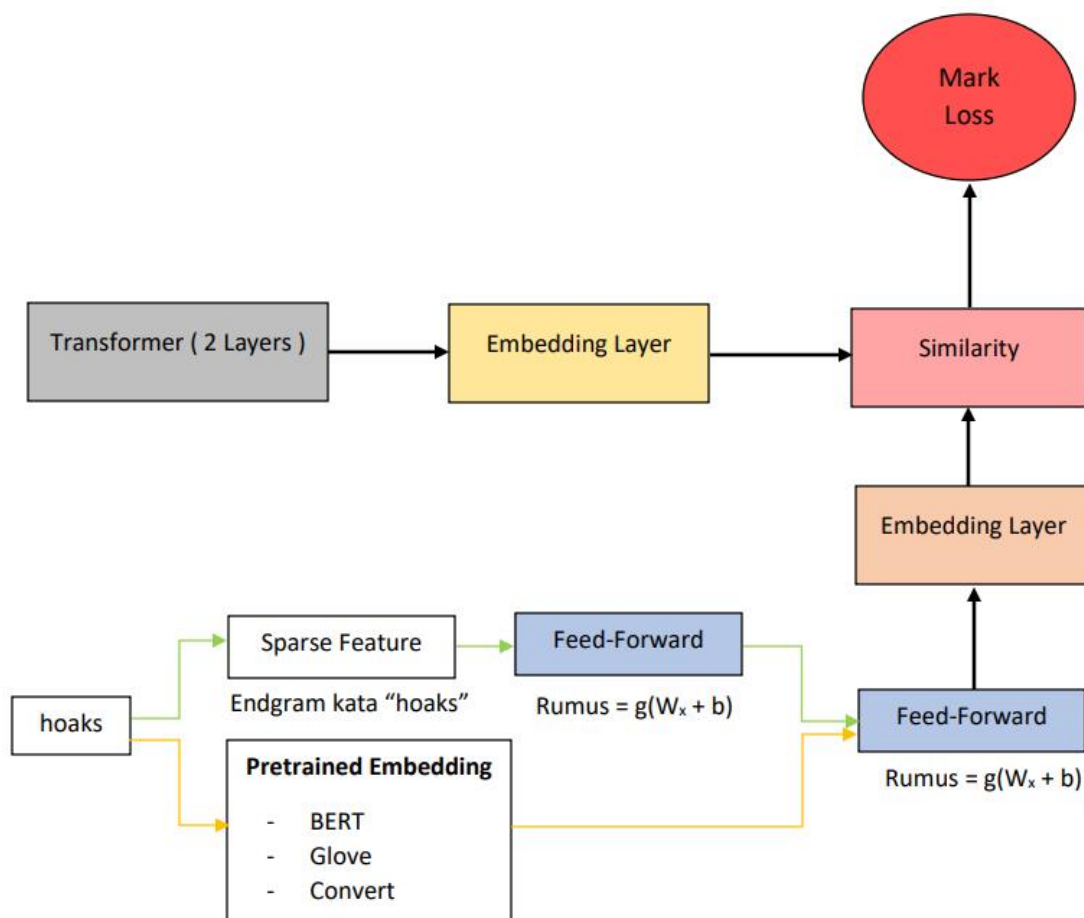 Mark
Loss
Transformer ( 2 Layers )
Embedding Layer
Similarity
Embedding Layer
Sparse Feature
Feed-Forward
Endgram kata “hoaks”
Rumus = g(Wₓ + b)
hoaks
Feed-Forward
Rumus = g(Wₓ + b)
Pretrained Embedding
- BERT
- Glove
- Convert